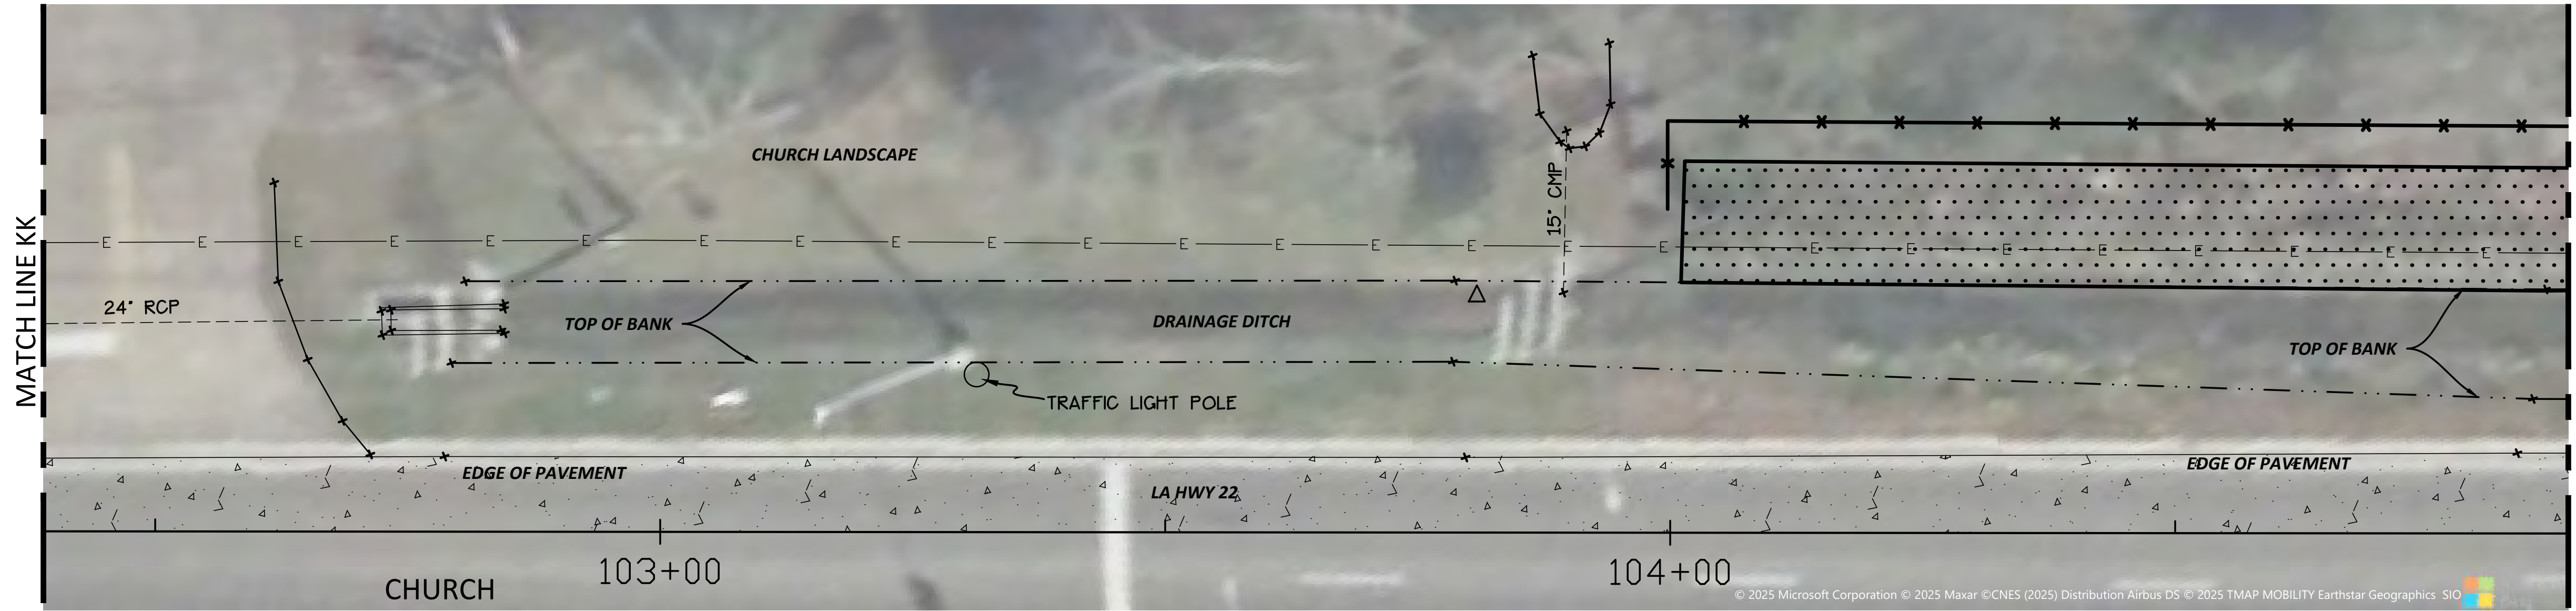 MATCH LINE KK
CHURCH LANDSCAPE
15" CMP
E E E E E E E E E E E E E E E E E E E E E E E E E
24" RCP
TOP OF BANK
DRAINAGE DITCH
TOP OF BANK
TRAFFIC LIGHT POLE
EDGE OF PAVEMENT
EDGE OF PAVEMENT
LA HWY 22
103+00
104+00
CHURCH
© 2025 Microsoft Corporation © 2025 Maxar ©CNES (2025) Distribution Airbus DS © 2025 TMAP MOBILITY Earthstar Geographics SIO